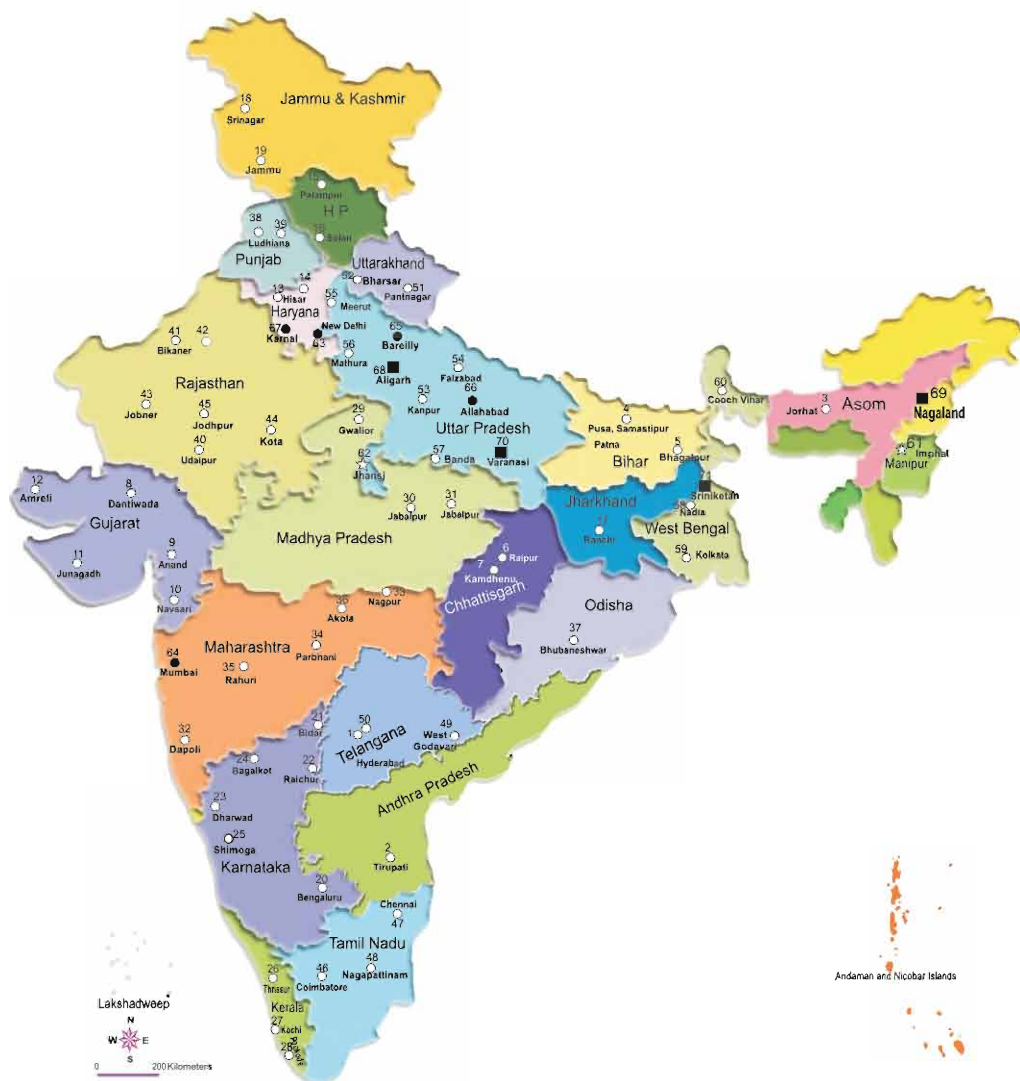 18
Srinagar
Jammu & Kashmir
19
Jammu
Palampur
H P
38
39
Ludhiana
Solan
Punjab
Uttarakhand
52
Bharsar
51
Pantnagar
14
13
Hisar
Haryana
55
Meerut
67
Karnal
New Delhi
63
65
Bareilly
41
42
Bikaner
56
Mathura
68
Aligarh
54
Faizabad
Rajasthan
43
Jobner
45
Jodhpur
44
Kota
40
Udaipur
29
Gwalior
53
Kanpur
66
Allahabad
Uttar Pradesh
62
Jhansi
57
Banda
70
Varanasi
60
Cooch Vihar
4
Pusa, Samastipur
Patna
5
Bhagalpur
Bihar
3
Jorhat
Asom
69
Nagaland
61
Imphal
Manipur
12
Amreli
8
Dantiwada
Gujarat
11
Junagadh
9
Anand
10
Navsari
30
Jabalpur
31
Jabalpur
Madhya Pradesh
Jharkhand
17
Ranchi
71
Sriniketan
58
Nadia
West Bengal
59
Kolkata
6
Raipur
7
Kamdhenu
Chhattisgarh
Odisha
37
Bhubaneshwar
33
Nagpur
36
Akola
Maharashtra
34
Parbnani
64
Mumbai
35
Rahuri
32
Dapoli
21
Bidar
50
1
Telangana
Hyderabad
49
West
Godavari
24
Bagalkot
22
Raichur
Andhra Pradesh
23
Dharwad
25
Shimoga
Karnataka
2
Tirupati
20
Bengaluru
Chennai
47
Tamil Nadu
26
Thrissur
46
Coimbatore
48
Nagapattinam
Kerala
27
Kochi
28
Lakshadweep
N
W E
S
0 200 Kilometers
Andaman and Nicobar Islands